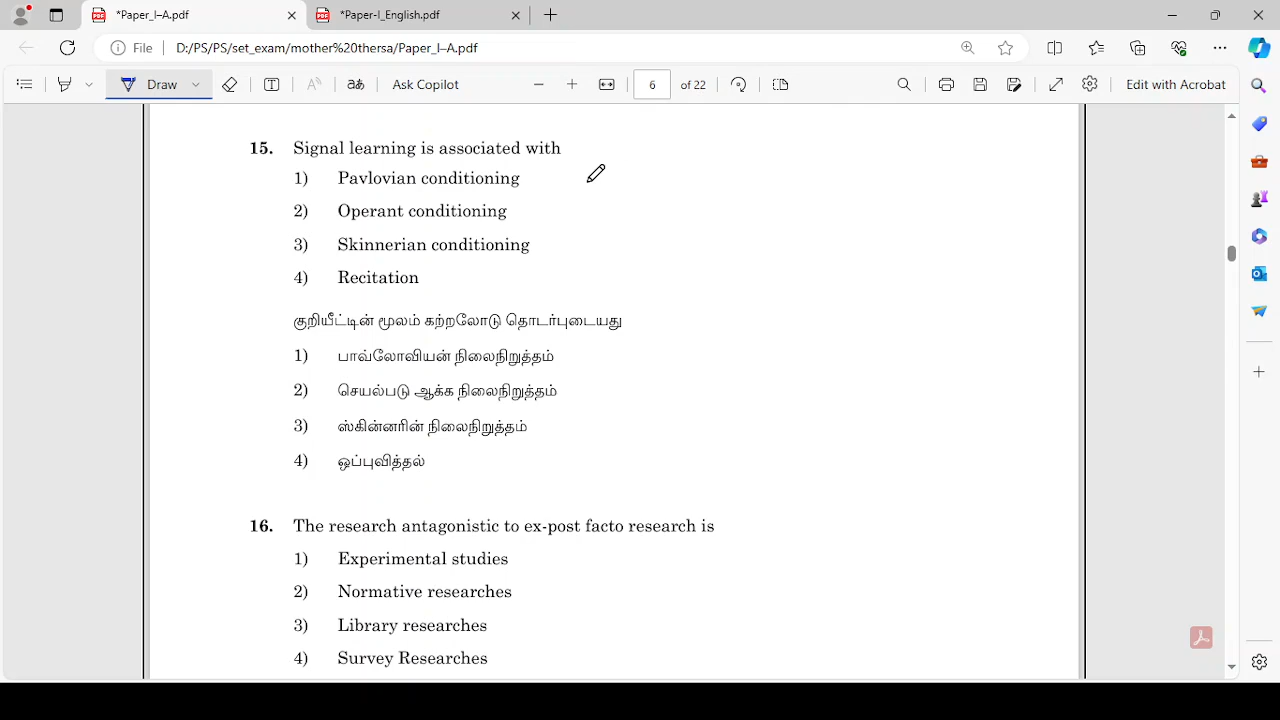 *Paper_I–A.pdf
*Paper-I_English.pdf
File
D:/PS/PS/set_exam/mother%20thersa/Paper_I–A.pdf
Draw
aあ
Ask Copilot
6
of 22
Edit with Acrobat
15. Signal learning is associated with
1) Pavlovian conditioning
2) Operant conditioning
3) Skinnerian conditioning
4) Recitation
குறியீட்டின் மூலம் கற்றலோடு தொடர்புடையது
1) பாவ்லோவியன் நிலைநிறுத்தம்
2) செயல்படு ஆக்க நிலைநிறுத்தம்
3) ஸ்கின்னரின் நிலைநிறுத்தம்
4) ஒப்புவித்தல்
16. The research antagonistic to ex-post facto research is
1) Experimental studies
2) Normative researches
3) Library researches
4) Survey Researches